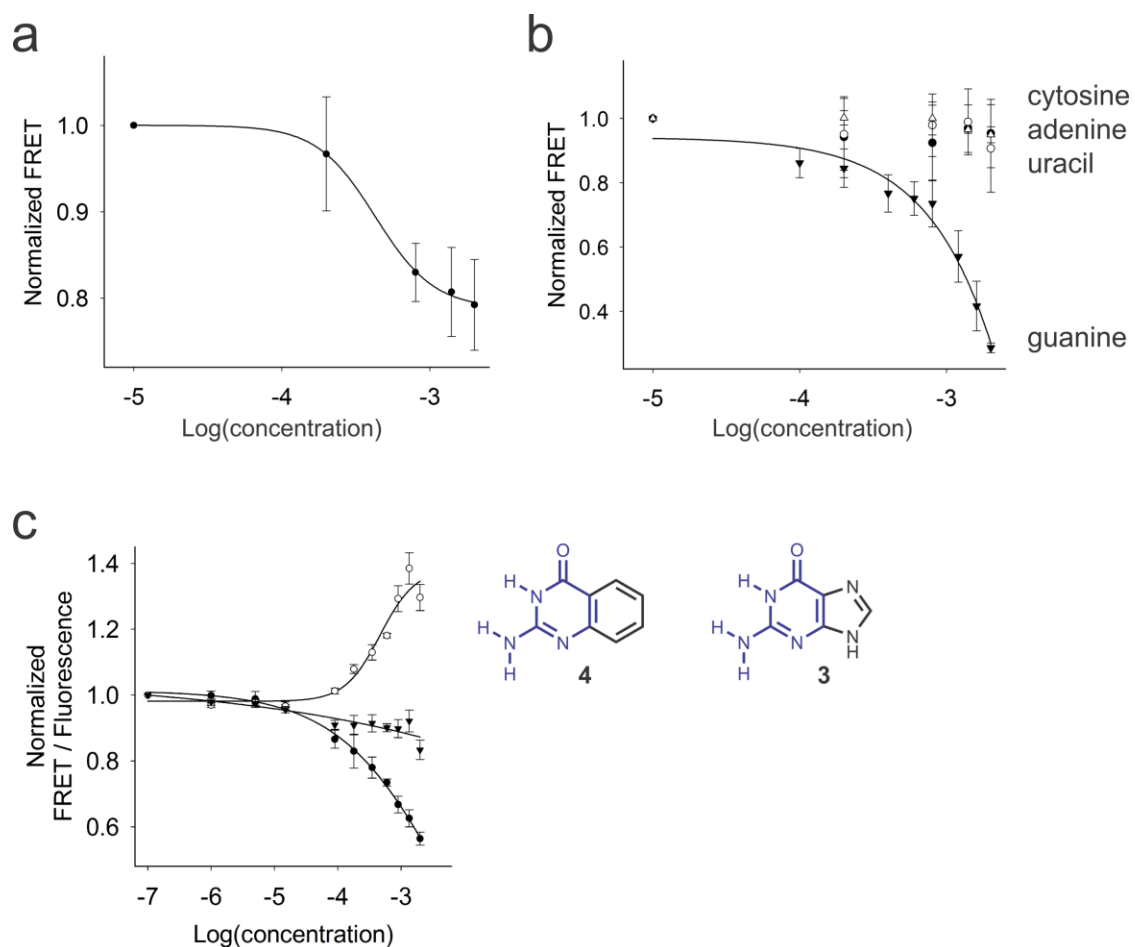 a
Normalized FRET
1.0
0.9
0.8
-5
-4
-3
Log(concentration)
b
Normalized FRET
1.0
0.8
0.6
0.4
-5
-4
-3
Log(concentration)
cytosine
adenine
uracil
guanine
c
Normalized
FRET / Fluorescence
1.4
1.2
1.0
0.8
0.6
-7
-6
-5
-4
-3
Log(concentration)
O
H
N
H
N
N
H
4
O
H
N
N
H
N
N
N
H
H
3